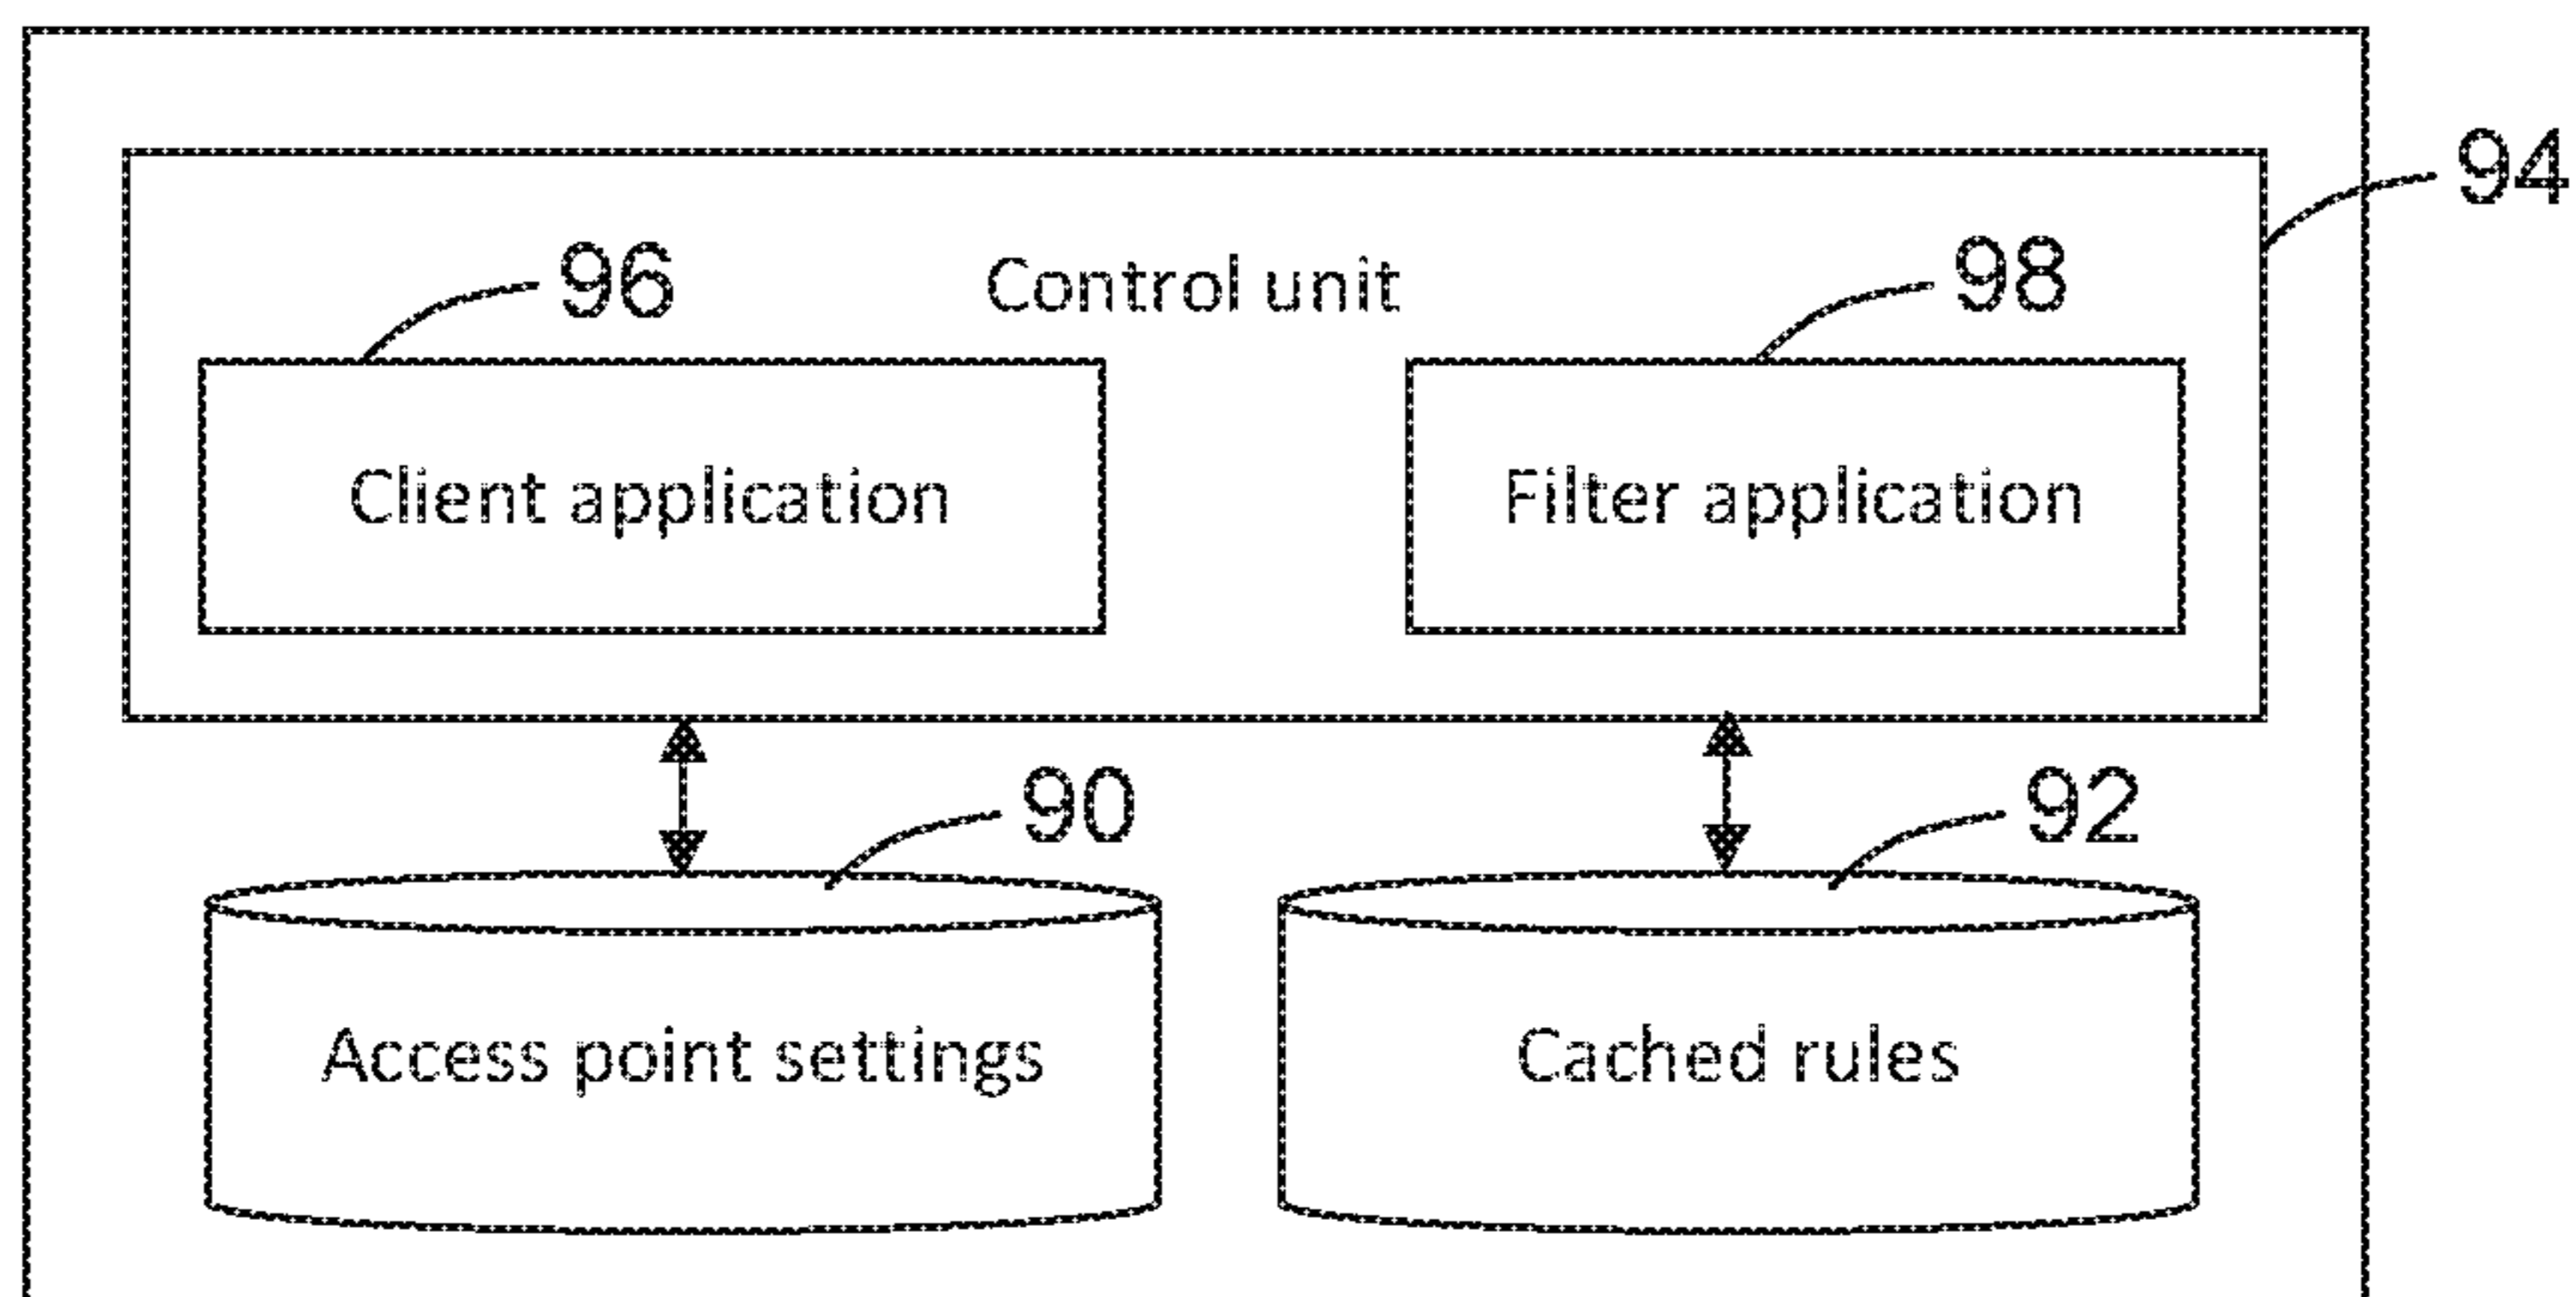 94
96
Control unit
98
Client application
Filter application
90
92
Access point settings
Cached rules